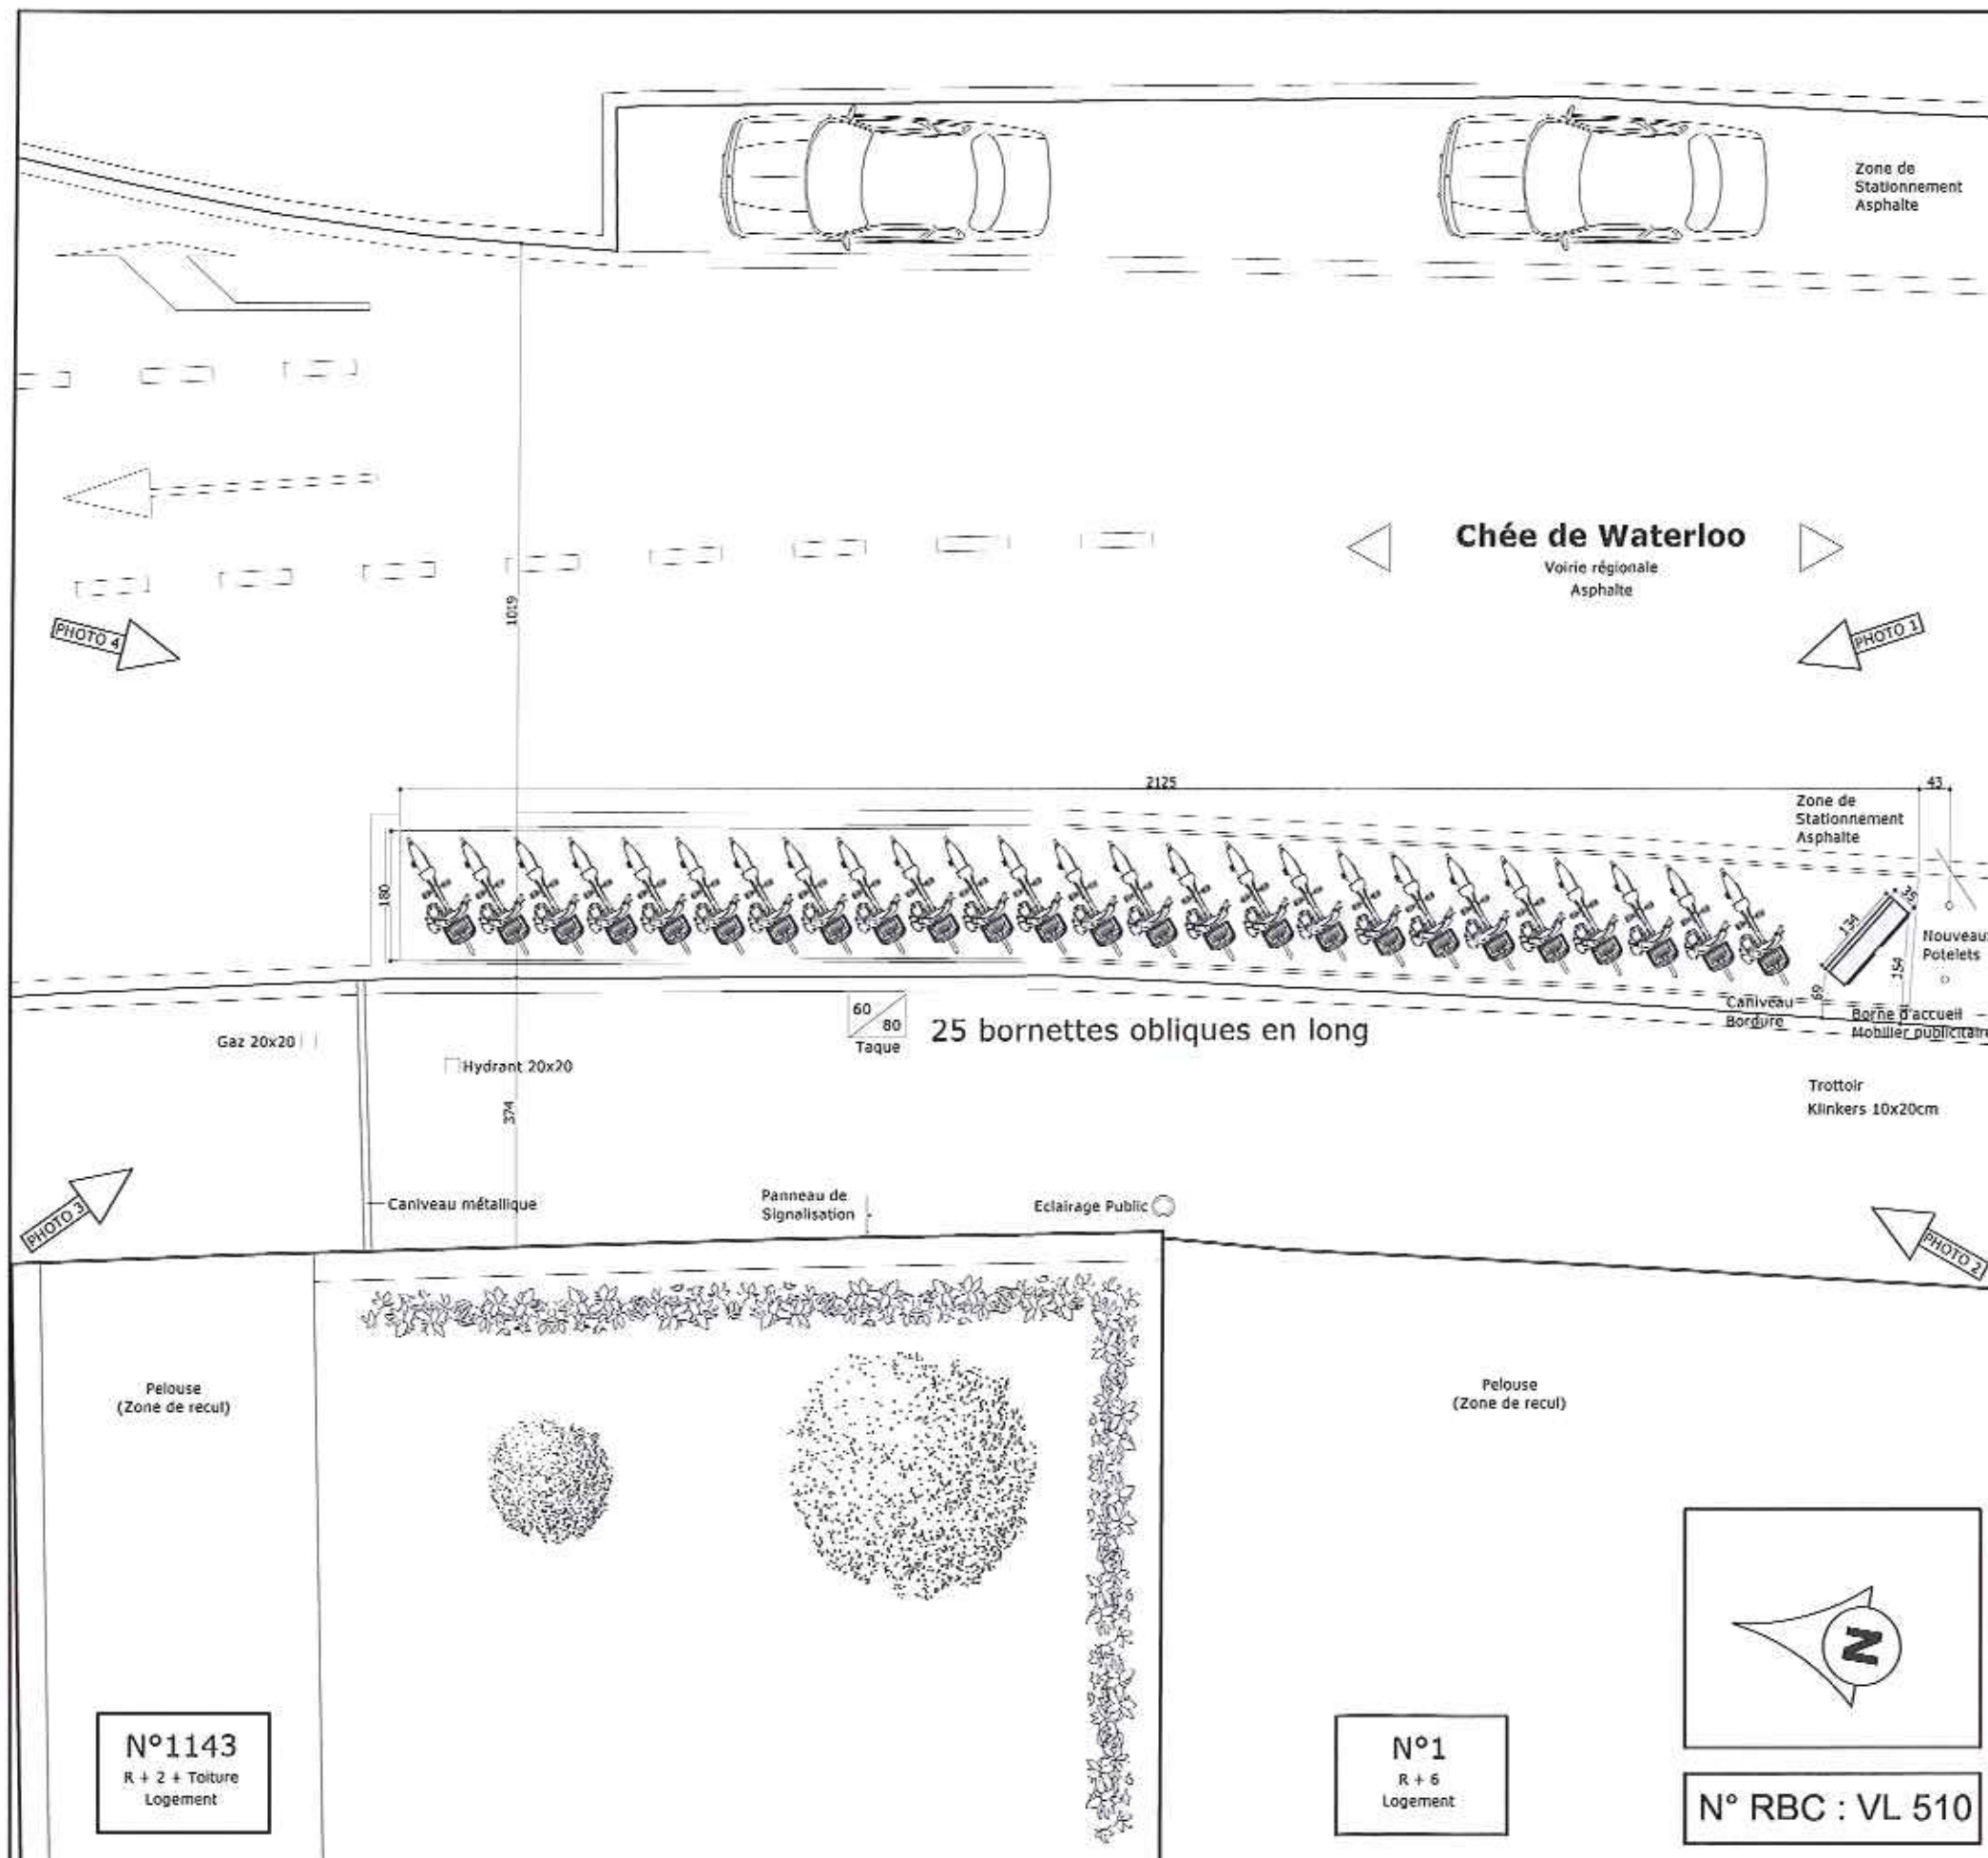 Zone de
Stationnement
Asphalte
Chée de Waterloo
Voirie régionale
Asphalte
1019
PHOTO 4
PHOTO 1
2125
43
Zone de
Stationnement
Asphalte
180
134
35
Nouveaux
Potelets
154
69
Caniveau
Bordure
Borne d'accueil
Mobilier publicitaire
60
80
Taque
25 bornettes obliques en long
Gaz 20x20
Hydrant 20x20
374
Trottoir
Klinkers 10x20cm
Caniveau métallique
Panneau de
Signalisation
Eclairage Public
PHOTO 3
PHOTO 2
Pelouse
(Zone de recul)
Pelouse
(Zone de recul)
N
N°1143
R + 2 + Toiture
Logement
N°1
R + 6
Logement
N° RBC : VL 510